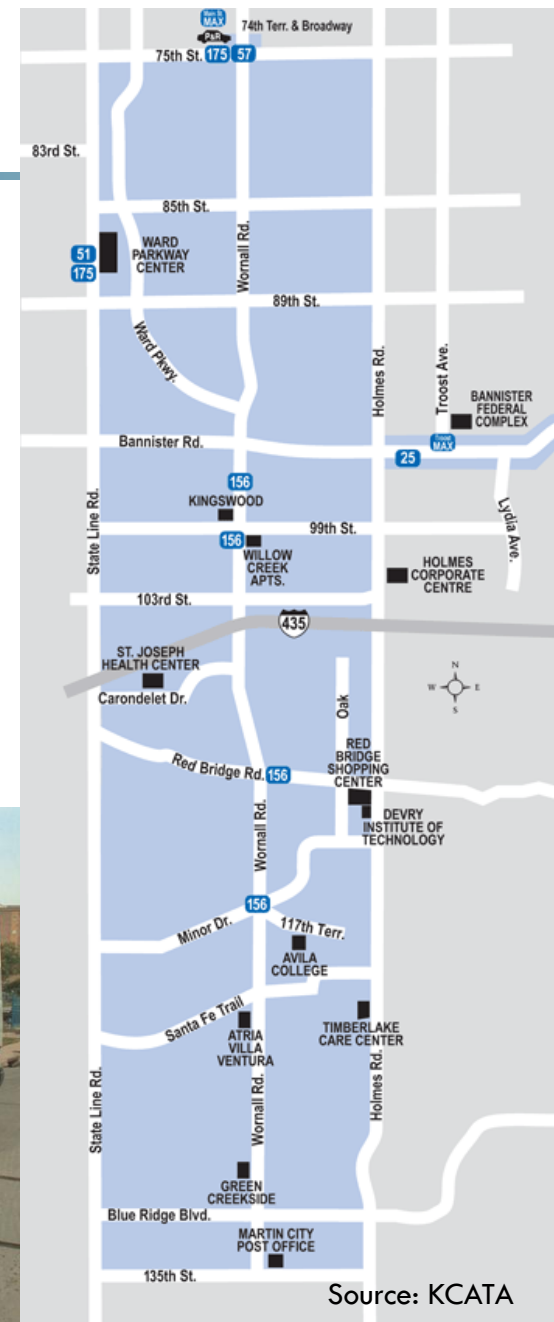 Main St.
MAX
P&R
74th Terr. & Broadway
75th St.
175
57
83rd St.
85th St.
Wornall Rd.
51
175
WARD
PARKWAY
CENTER
89th St.
Ward Pkwy.
Holmes Rd.
Troost Ave.
BANNISTER
FEDERAL
COMPLEX
Bannister Rd.
Troost
MAX
25
156
KINGSWOOD
State Line Rd.
99th St.
Lydia Ave.
156
WILLOW
CREEK
APTS.
HOLMES
CORPORATE
CENTRE
103rd St.
435
ST. JOSEPH
HEALTH CENTER
Carondelet Dr.
N
W
E
S
Oak
Red Bridge Rd.
156
RED
BRIDGE
SHOPPING
CENTER
DEVRY
INSTITUTE OF
TECHNOLOGY
Wornall Rd.
156
Minor Dr.
117th Terr.
AVILA
COLLEGE
Santa Fe Trail
ATRIA
VILLA
VENTURA
TIMBERLAKE
CARE CENTER
State Line Rd.
Wornall Rd.
Holmes Rd.
GREEN
CREEKSIDE
Blue Ridge Blvd.
MARTIN CITY
POST OFFICE
135th St.
Source: KCATA